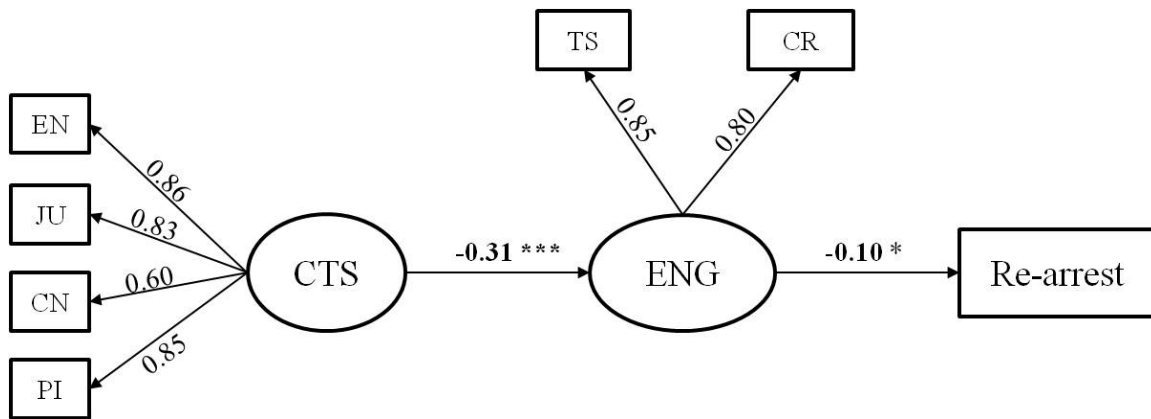 TS
CR
EN
0.85
0.80
0.86
JU
0.83
CTS
-0.31 ***
ENG
-0.10 *
Re-arrest
CN
0.60
0.85
PI